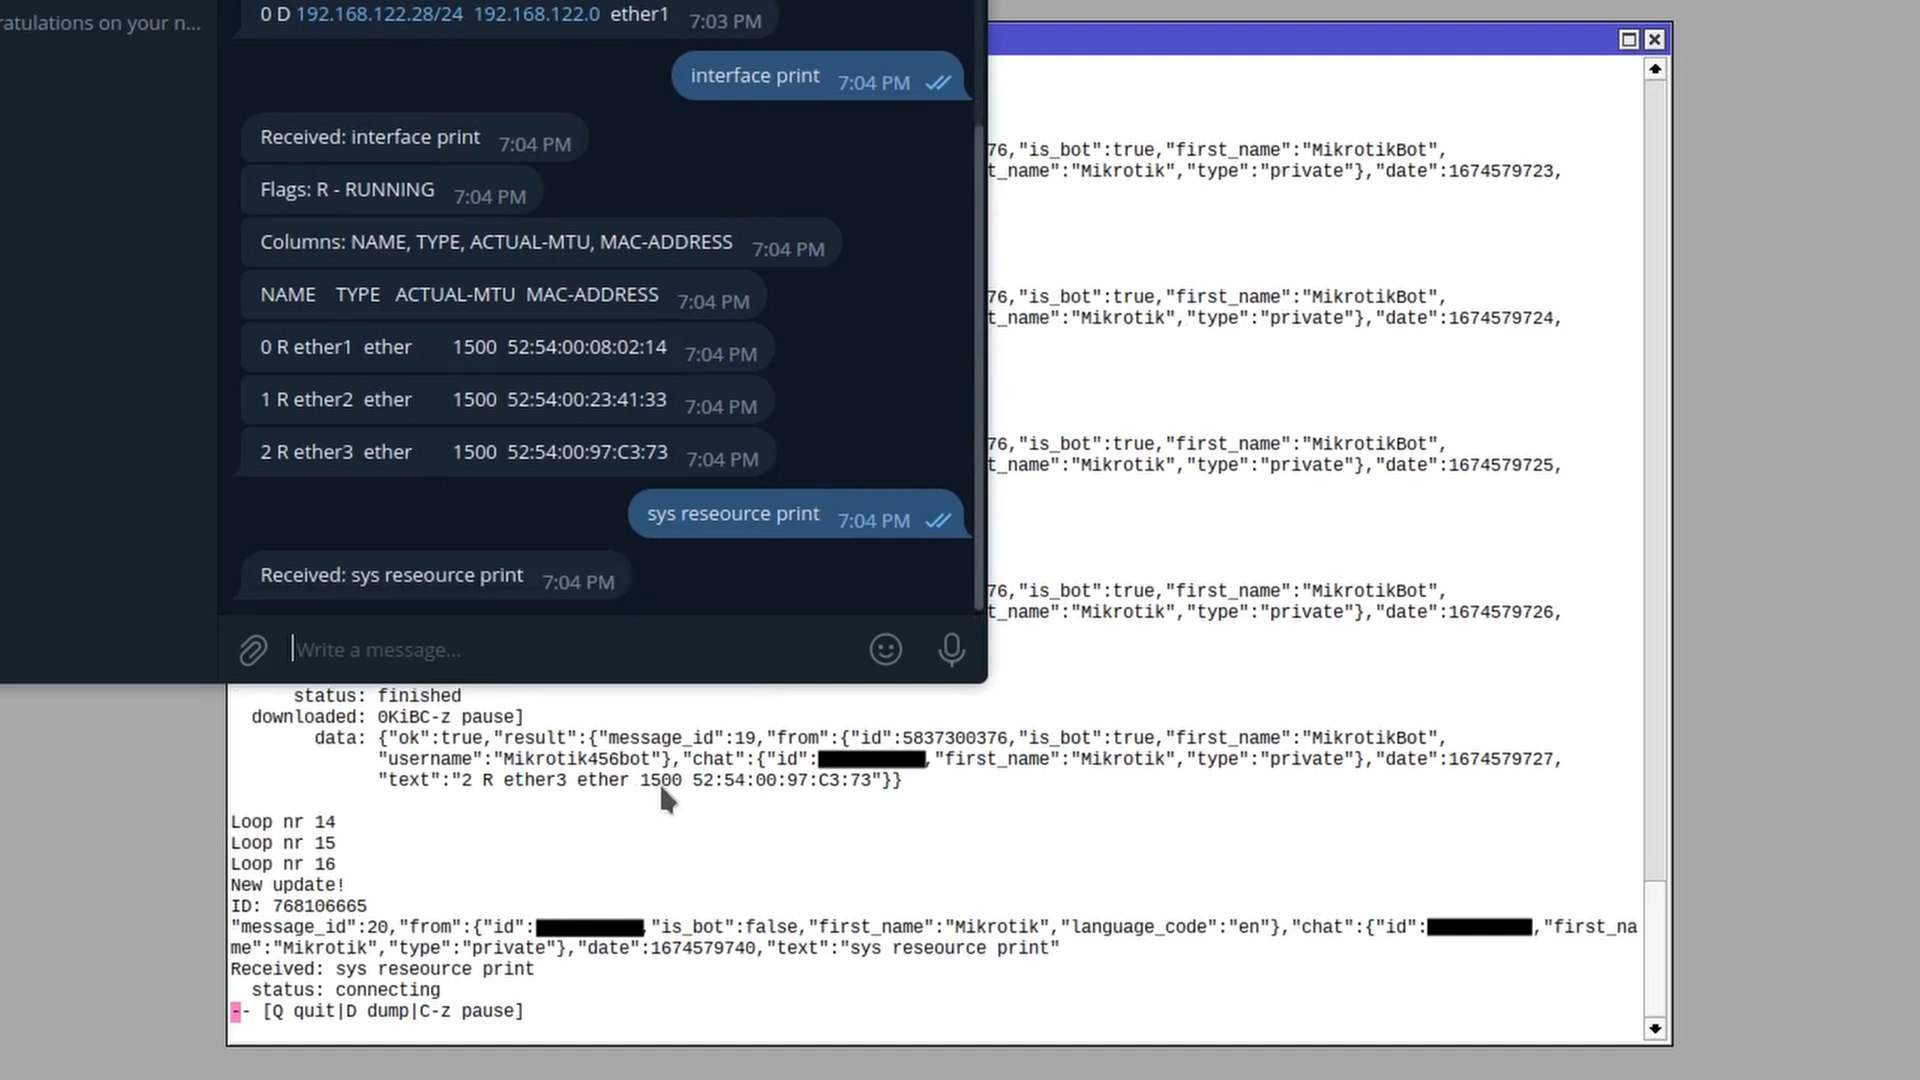 ratulations on your n...
0 D 192.168.122.28/24 192.168.122.0 ether1 7:03 PM
interface print 7:04 PM
Received: interface print 7:04 PM
Flags: R - RUNNING 7:04 PM
Columns: NAME, TYPE, ACTUAL-MTU, MAC-ADDRESS 7:04 PM
NAME TYPE ACTUAL-MTU MAC-ADDRESS 7:04 PM
0 R ether1 ether 1500 52:54:00:08:02:14 7:04 PM
1 R ether2 ether 1500 52:54:00:23:41:33 7:04 PM
2 R ether3 ether 1500 52:54:00:97:C3:73 7:04 PM
sys reseource print 7:04 PM
Received: sys reseource print 7:04 PM
Write a message...
76,"is_bot":true,"first_name":"MikrotikBot",
t_name":"Mikrotik","type":"private"},"date":1674579723,
76,"is_bot":true,"first_name":"MikrotikBot",
t_name":"Mikrotik","type":"private"},"date":1674579724,
76,"is_bot":true,"first_name":"MikrotikBot",
t_name":"Mikrotik","type":"private"},"date":1674579725,
76,"is_bot":true,"first_name":"MikrotikBot",
t_name":"Mikrotik","type":"private"},"date":1674579726,
status: finished
downloaded: 0KiBC-z pause]
data: {"ok":true,"result":{"message_id":19,"from":{"id":5837300376,"is_bot":true,"first_name":"MikrotikBot",
"username":"Mikrotik456bot"},"chat":{"id": ,"first_name":"Mikrotik","type":"private"},"date":1674579727,
"text":"2 R ether3 ether 1500 52:54:00:97:C3:73"}}
Loop nr 14
Loop nr 15
Loop nr 16
New update!
ID: 768106665
"message_id":20,"from":{"id": "is_bot":false,"first_name":"Mikrotik","language_code":"en"},"chat":{"id": ,"first_na
me":"Mikrotik","type":"private"},"date":1674579740,"text":"sys reseource print"
Received: sys reseource print
status: connecting
-- [Q quit|D dump|C-z pause]